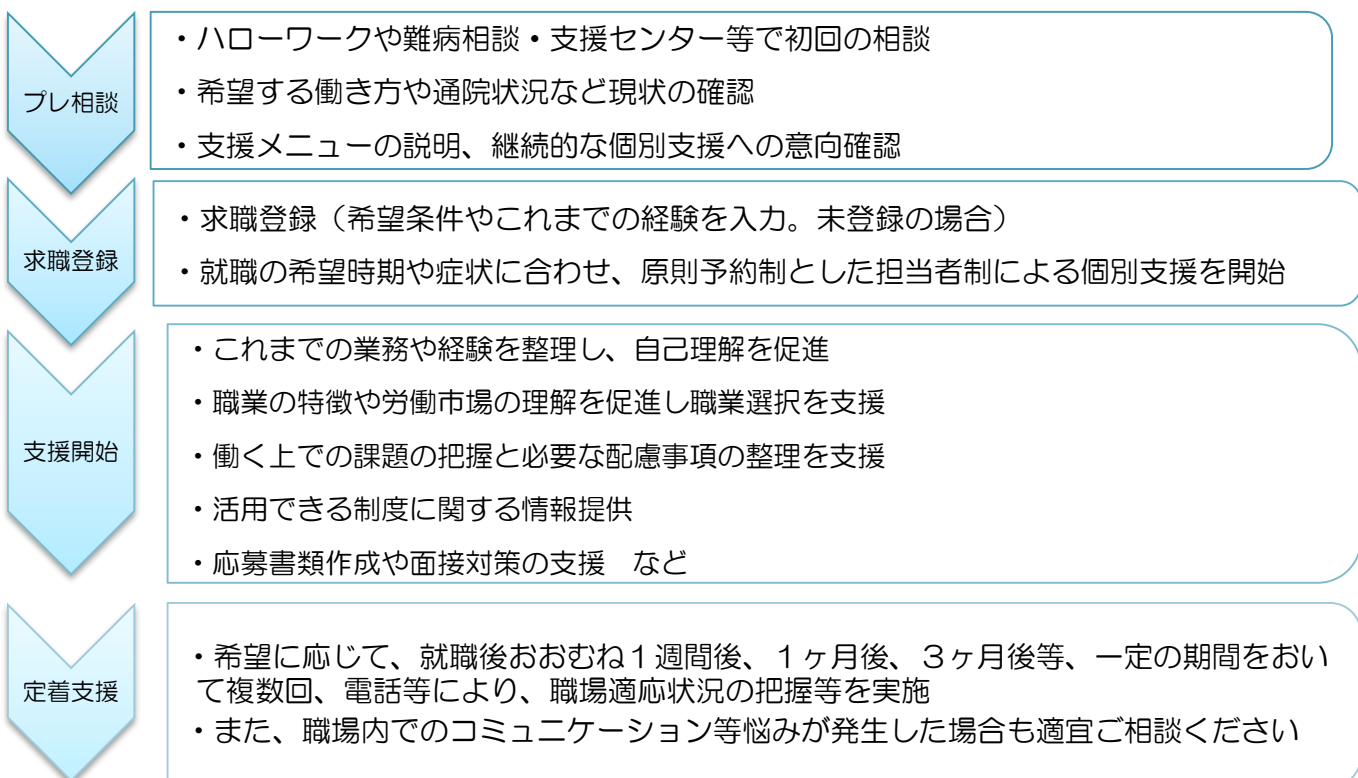 プレ相談
・ハローワークや難病相談・支援センター等で初回の相談
・希望する働き方や通院状況など現状の確認
・支援メニューの説明、継続的な個別支援への意向確認
求職登録
・求職登録（希望条件やこれまでの経験を入力。未登録の場合）
・就職の希望時期や症状に合わせ、原則予約制とした担当者制による個別支援を開始
支援開始
・これまでの業務や経験を整理し、自己理解を促進
・職業の特徴や労働市場の理解を促進し職業選択を支援
・働く上での課題の把握と必要な配慮事項の整理を支援
・活用できる制度に関する情報提供
・応募書類作成や面接対策の支援　など
定着支援
・希望に応じて、就職後おおむね１週間後、１ヶ月後、３ヶ月後等、一定の期間をおい
て複数回、電話等により、職場適応状況の把握等を実施
・また、職場内でのコミュニケーション等悩みが発生した場合も適宜ご相談ください